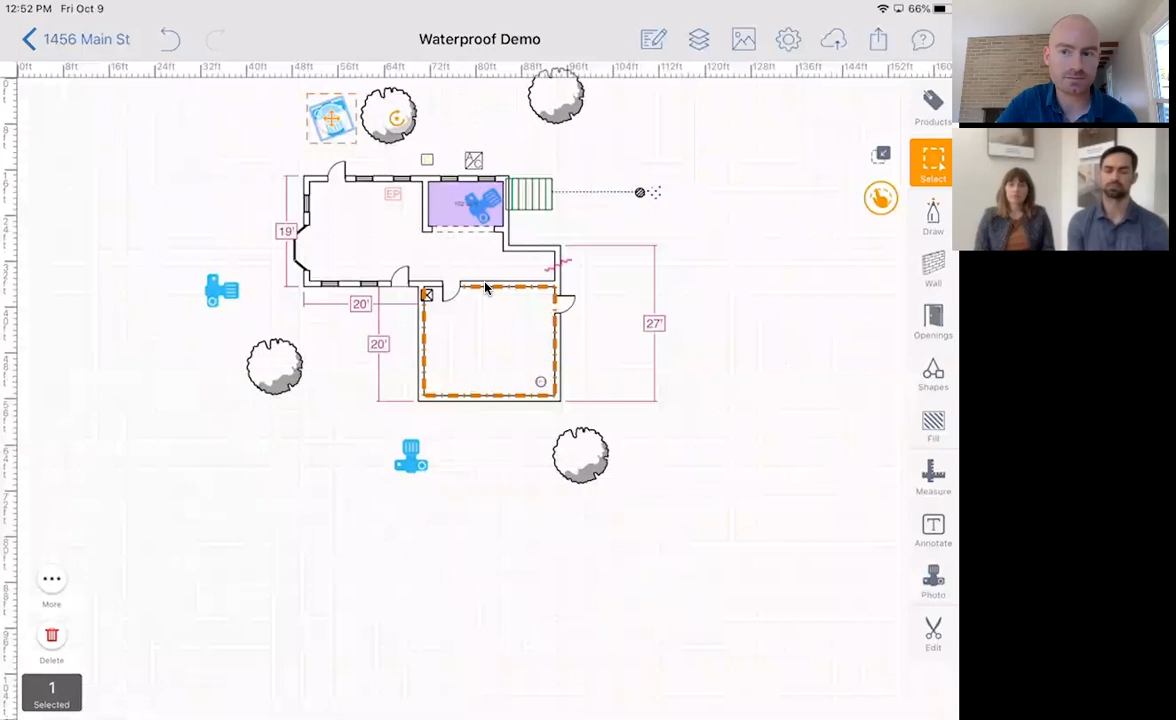 12:52 PM Fri Oct 9
66%
1456 Main St
Waterproof Demo
0ft 8ft 16ft 24ft 32ft 40ft 48ft 56ft 64ft 72ft 80ft 88ft 96ft 104ft 112ft 120ft 128ft 136ft 144ft 152ft
Products
Select
Draw
Wall
Openings
Shapes
Fill
Measure
Annotate
Photo
Edit
A/C
EP
19'
20'
20'
27'
More
Delete
1
Selected